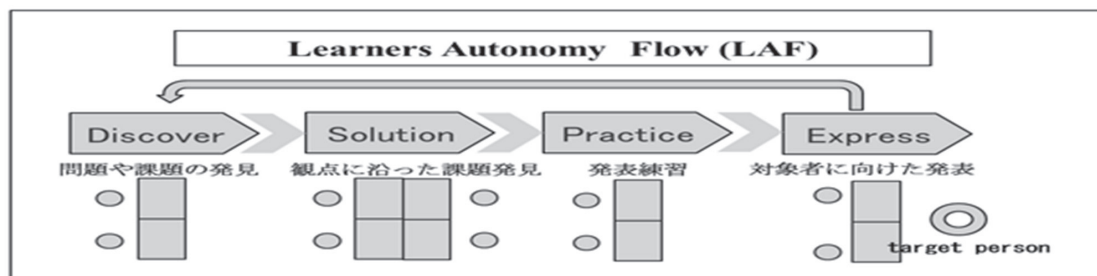 Learners Autonomy Flow (LAF)
Discover
Solution
Practice
Express
問題や課題の発見
観点に沿った課題発見
発表練習
対象者に向けた発表
target person